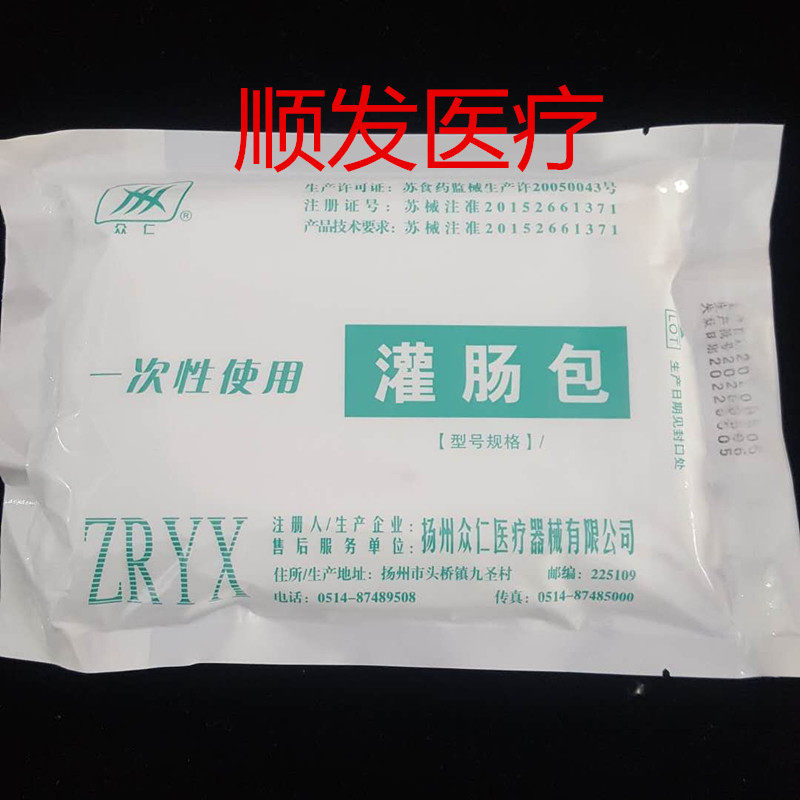 顺发医疗
众仁
®
生产许可证：苏食药监械生产许20050043号
注册证号：苏械注准20152661371
产品技术要求：苏械注准20152661371
一次性使用
灌肠包
【型号规格】/
LOT
生产日期见封口处
ZRYX
注册人/生产企业：
售后服务单位：
扬州众仁医疗器械有限公司
住所/生产地址：扬州市头桥镇九圣村 邮编：225109
电话：0514-87489508 传真：0514-87485000